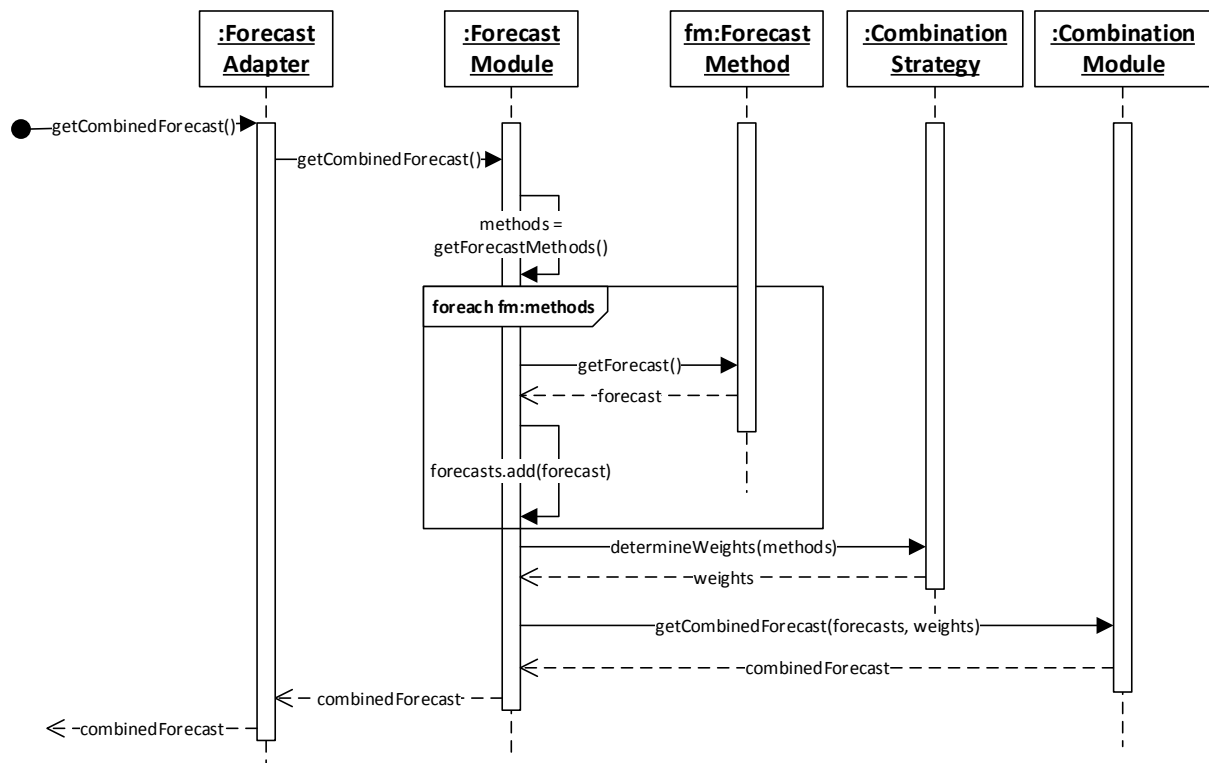 :Forecast
Adapter
:Forecast
Module
fm:Forecast
Method
:Combination
Strategy
:Combination
Module
getCombinedForecast()
getCombinedForecast()
methods =
getForecastMethods()
foreach fm:methods
getForecast()
forecast
forecasts.add(forecast)
determineWeights(methods)
weights
getCombinedForecast(forecasts, weights)
combinedForecast
combinedForecast
combinedForecast